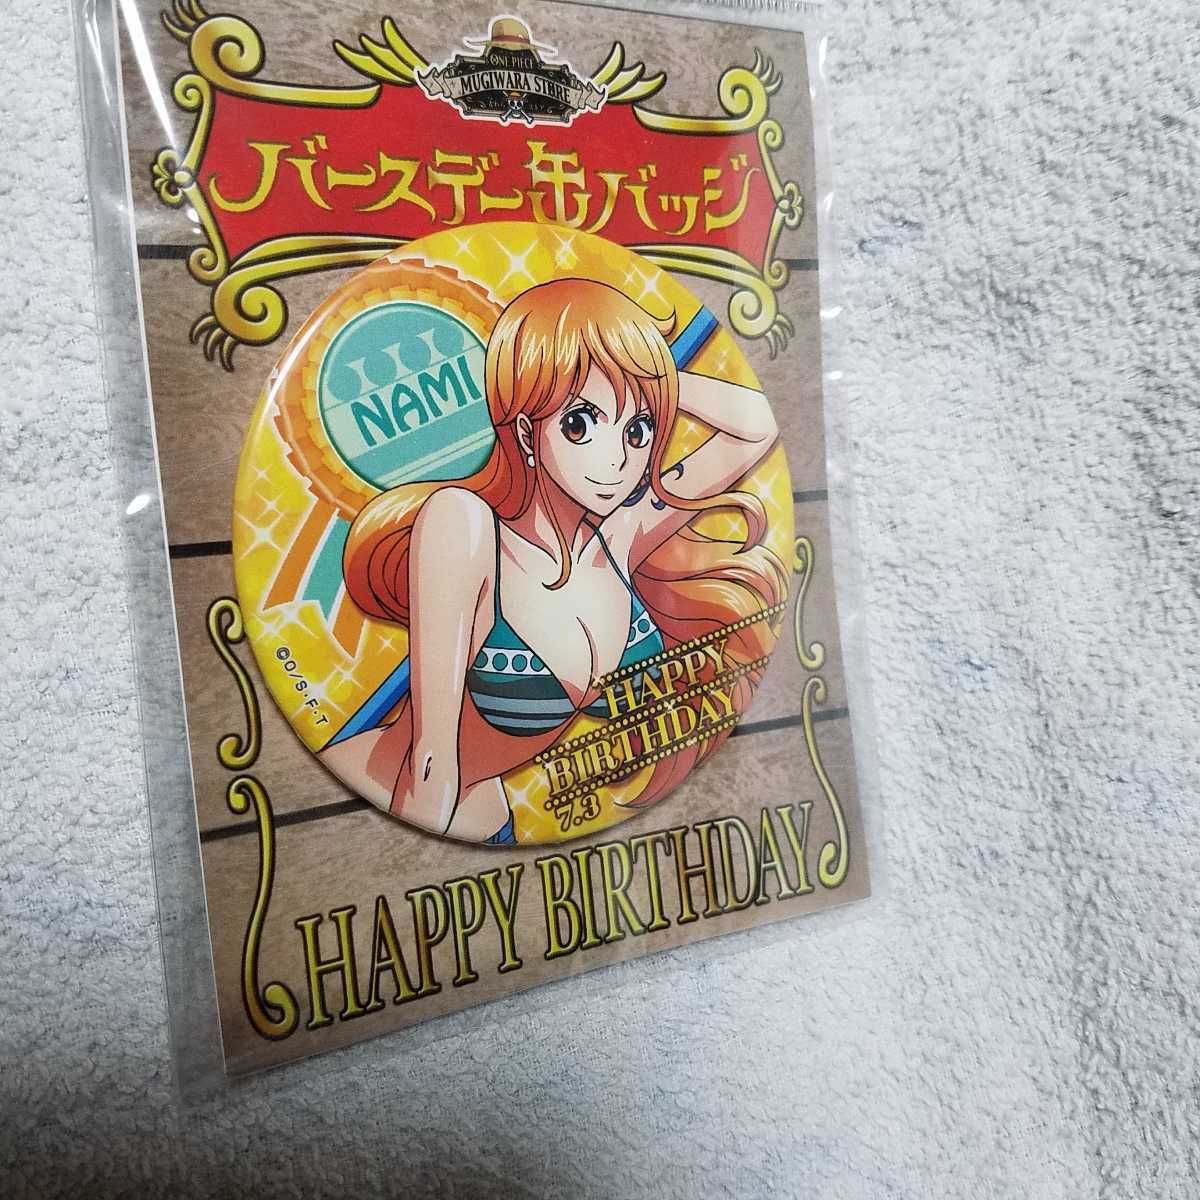 ONE PIECE
MUGIWARA STORE
バースデー缶バッジ
NAMI
©O/S・F・T
HAPPY
BIRTHDAY
7.3
HAPPY BIRTHDAY